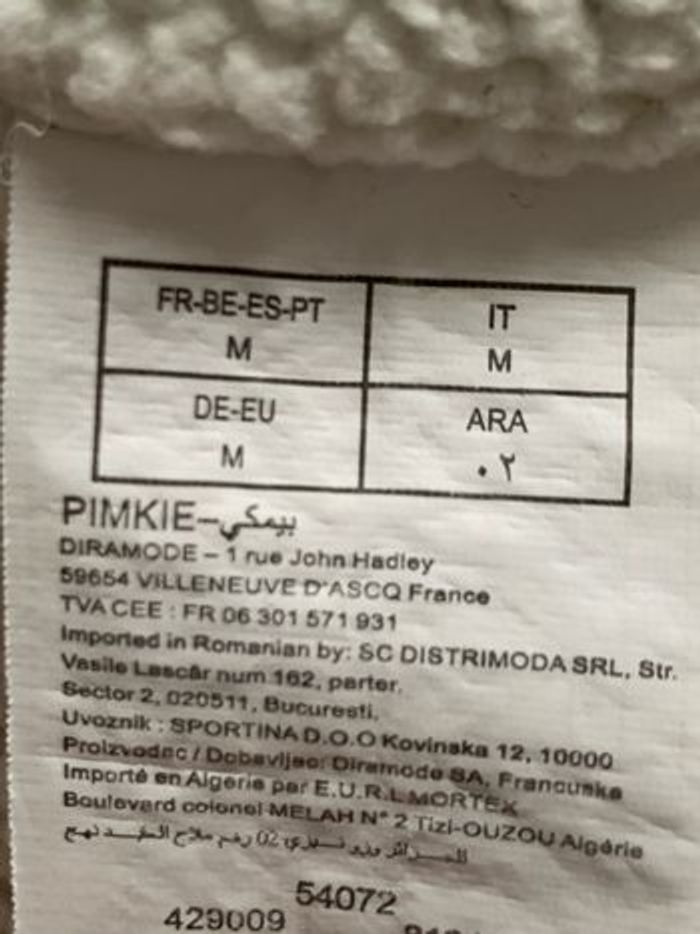 FR-BE-ES-PT
M
IT
M
DE-EU
M
ARA
٠٢
PIMKIE-بيمكي
DIRAMODE – 1 rue John Hadley
59654 VILLENEUVE D'ASCQ France
TVA CEE : FR 06 301 571 931
Imported in Romanian by: SC DISTRIMODA SRL, Str.
Vasile Lascăr num 162, parter,
Sector 2, 020511, Bucuresti,
Uvoznik : SPORTINA D.O.O Kovinska 12, 10000
Proizvođac / Dobavljac: Diramode SA, Francuska
Importé en Algerie par E.U.R.L MORTEX
Boulevard colonel MELAH N° 2 Tizi-OUZOU Algérie
54072
429009